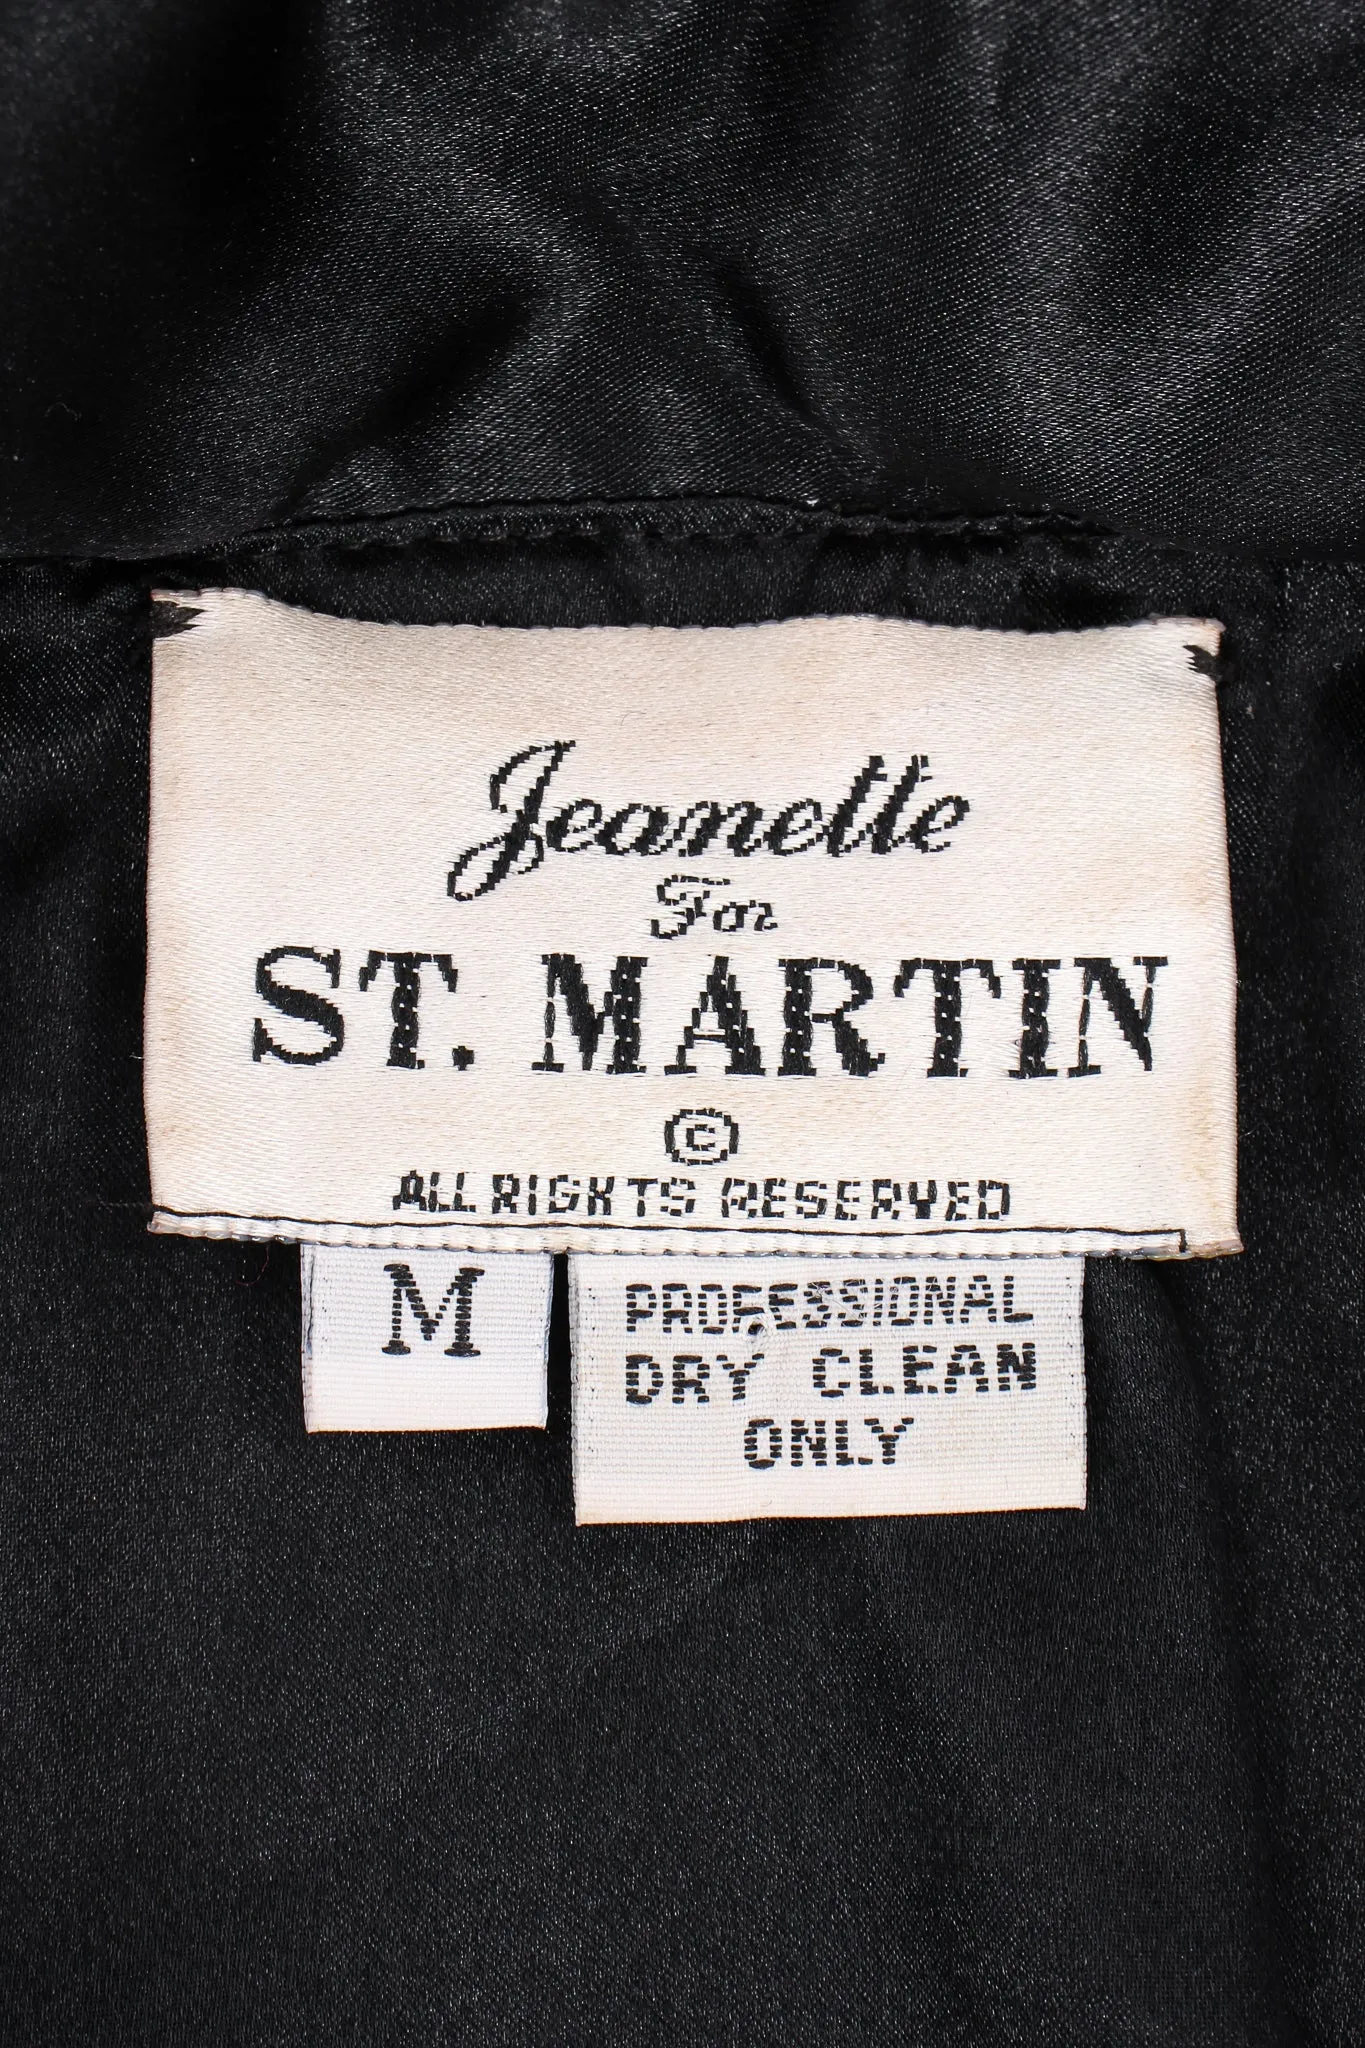 Jeanette
For
ST. MARTIN
©
ALL RIGHTS RESERVED
M
PROFESSIONAL
DRY CLEAN
ONLY